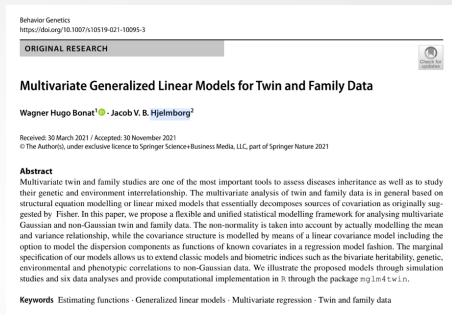 Behavior Genetics
https://doi.org/10.1007/s10519-021-10095-3
ORIGINAL RESEARCH
Check for
updates
Multivariate Generalized Linear Models for Twin and Family Data
Wagner Hugo Bonat¹ · Jacob V. B. Hjelmborg²
Received: 30 March 2021 / Accepted: 30 November 2021
© The Author(s), under exclusive licence to Springer Science+Business Media, LLC, part of Springer Nature 2021
Abstract
Multivariate twin and family studies are one of the most important tools to assess diseases inheritance as well as to study
their genetic and environment interrelationship. The multivariate analysis of twin and family data is in general based on
structural equation modelling or linear mixed models that essentially decomposes sources of covariation as originally sug-
gested by Fisher. In this paper, we propose a flexible and unified statistical modelling framework for analysing multivariate
Gaussian and non-Gaussian twin and family data. The non-normality is taken into account by actually modelling the mean
and variance relationship, while the covariance structure is modelled by means of a linear covariance model including the
option to model the dispersion components as functions of known covariates in a regression model fashion. The marginal
specification of our models allows us to extend classic models and biometric indices such as the bivariate heritability, genetic,
environmental and phenotypic correlations to non-Gaussian data. We illustrate the proposed models through simulation
studies and six data analyses and provide computational implementation in R through the package mglm4twin.
Keywords Estimating functions · Generalized linear models · Multivariate regression · Twin and family data